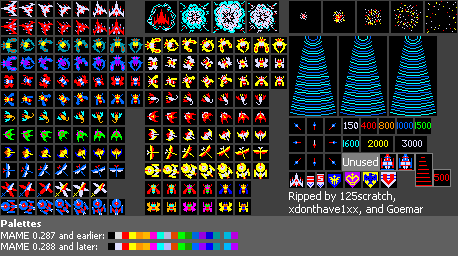 150 400 800 1000 1500
1600 2000 3000
Unused
500
Ripped by 125scratch,
xdonthave1xx, and Goemar
Palettes
MAME 0.287 and earlier:
MAME 0.288 and later: